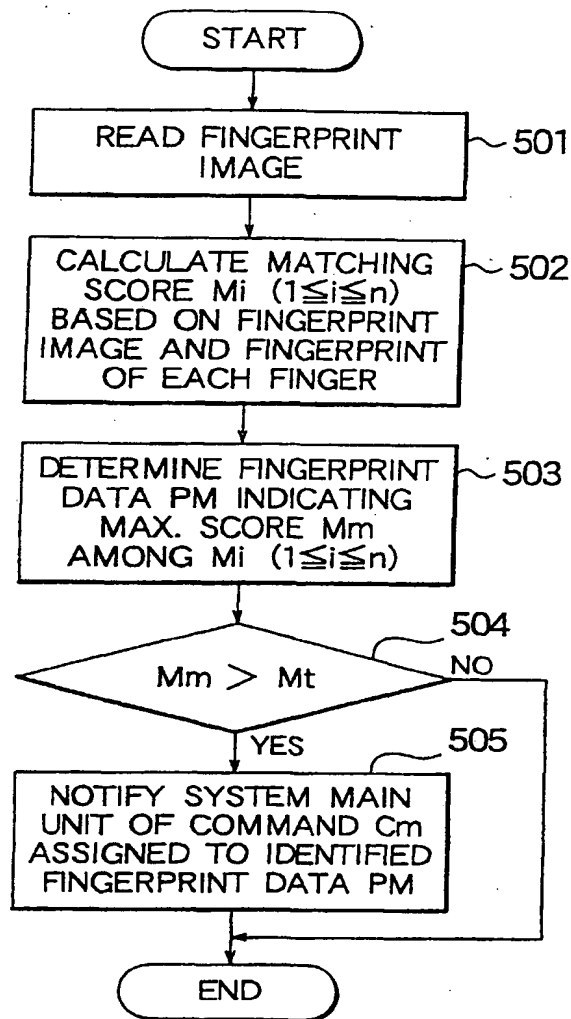 START
READ FINGERPRINT
IMAGE
501
CALCULATE MATCHING
SCORE Mi (1≦i≦n)
BASED ON FINGERPRINT
IMAGE AND FINGERPRINT
OF EACH FINGER
502
DETERMINE FINGERPRINT
DATA PM INDICATING
MAX. SCORE Mm
AMONG Mi (1≦i≦n)
503
504
Mm > Mt
NO
YES
505
NOTIFY SYSTEM MAIN
UNIT OF COMMAND Cm
ASSIGNED TO IDENTIFIED
FINGERPRINT DATA PM
END